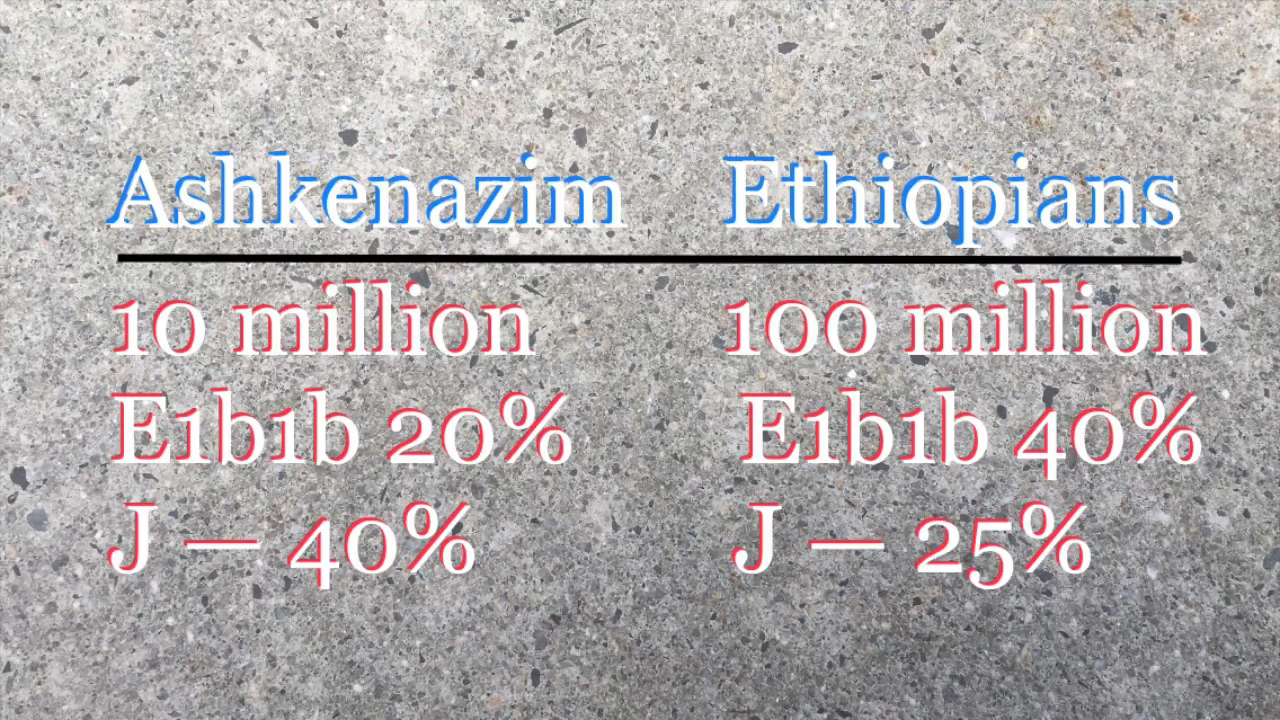 Ashkenazim Ethiopians
10 million 100 million
E1b1b 20% E1b1b 40%
J — 40% J — 25%